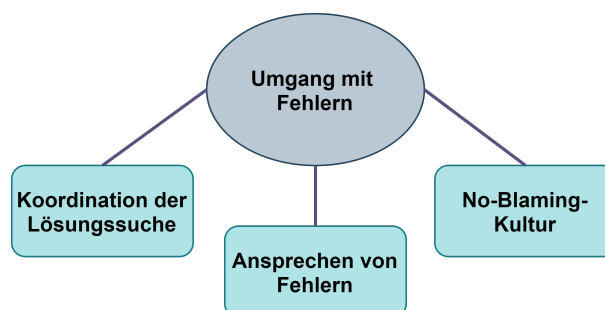 Umgang mit
Fehlern
Koordination der
Lösungssuche
Ansprechen von
Fehlern
No-Blaming-
Kultur